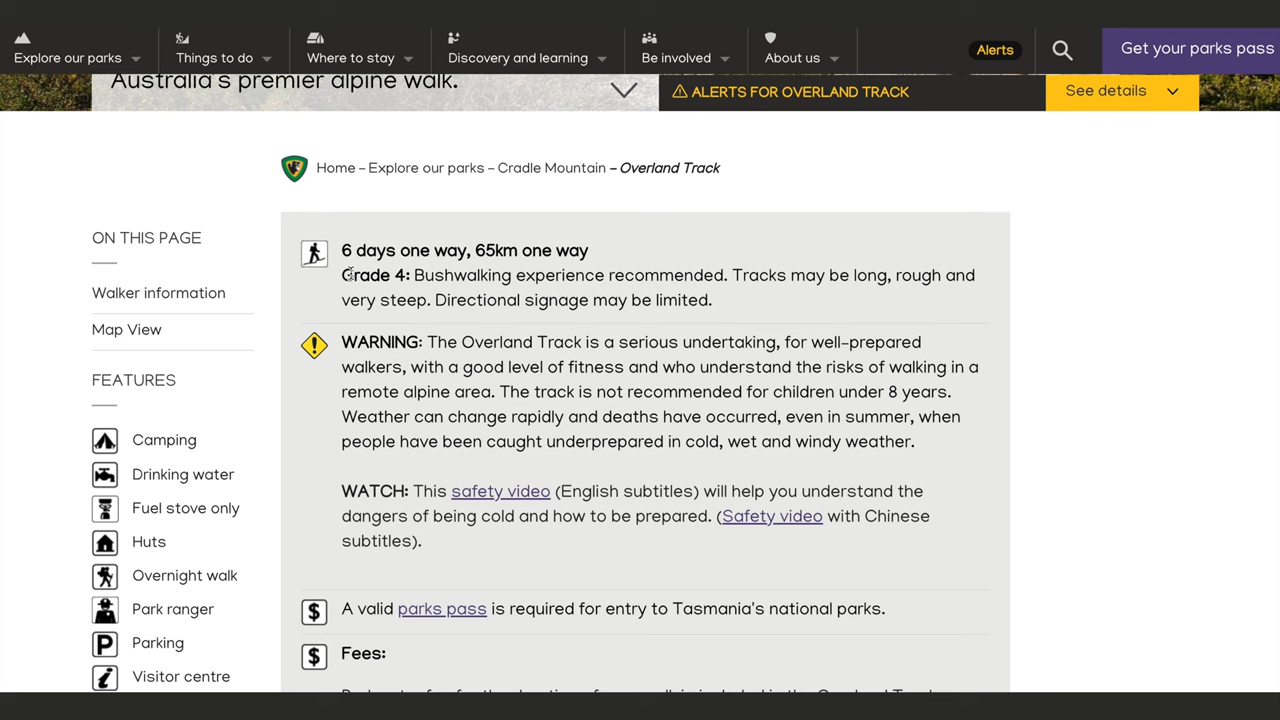 Explore our parks
Things to do
Where to stay
Discovery and learning
Be involved
About us
Alerts
Get your parks pass
Australia's premier alpine walk.
ALERTS FOR OVERLAND TRACK
See details
Home – Explore our parks – Cradle Mountain – Overland Track
ON THIS PAGE
Walker information
Map View
FEATURES
Camping
Drinking water
Fuel stove only
Huts
Overnight walk
Park ranger
Parking
Visitor centre
6 days one way, 65km one way
Grade 4: Bushwalking experience recommended. Tracks may be long, rough and
very steep. Directional signage may be limited.
WARNING: The Overland Track is a serious undertaking, for well-prepared
walkers, with a good level of fitness and who understand the risks of walking in a
remote alpine area. The track is not recommended for children under 8 years.
Weather can change rapidly and deaths have occurred, even in summer, when
people have been caught underprepared in cold, wet and windy weather.
WATCH: This safety video (English subtitles) will help you understand the
dangers of being cold and how to be prepared. (Safety video with Chinese
subtitles).
A valid parks pass is required for entry to Tasmania's national parks.
Fees: